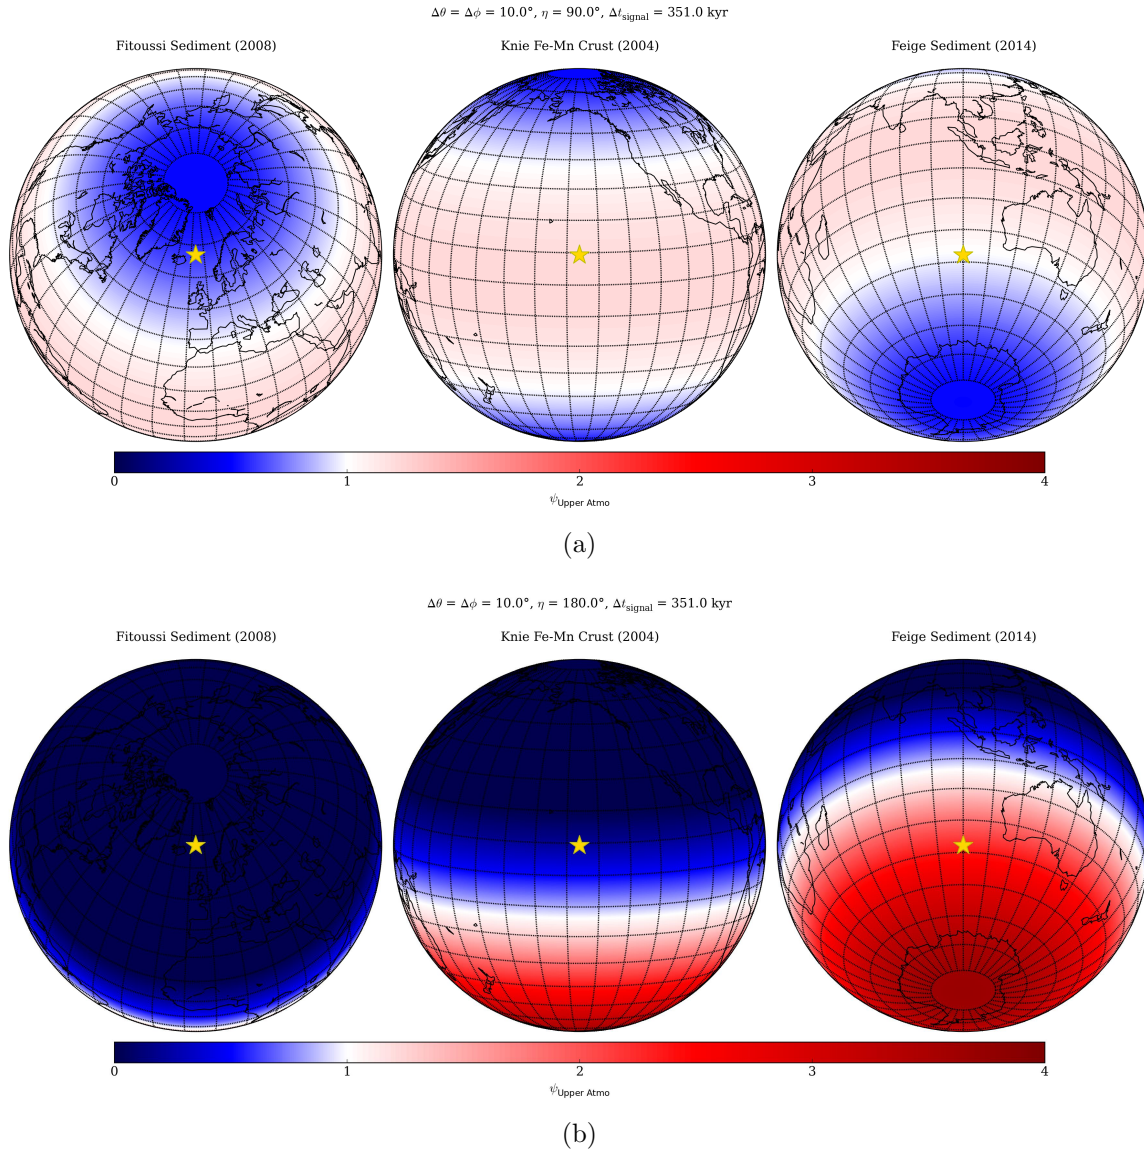 Δθ = Δϕ = 10.0°, η = 90.0°, Δt_signal = 351.0 kyr
Fitoussi Sediment (2008) Knie Fe-Mn Crust (2004) Feige Sediment (2014)
0 1 2 3 4
ψ_Upper Atmo
(a)
Δθ = Δϕ = 10.0°, η = 180.0°, Δt_signal = 351.0 kyr
Fitoussi Sediment (2008) Knie Fe-Mn Crust (2004) Feige Sediment (2014)
0 1 2 3 4
ψ_Upper Atmo
(b)